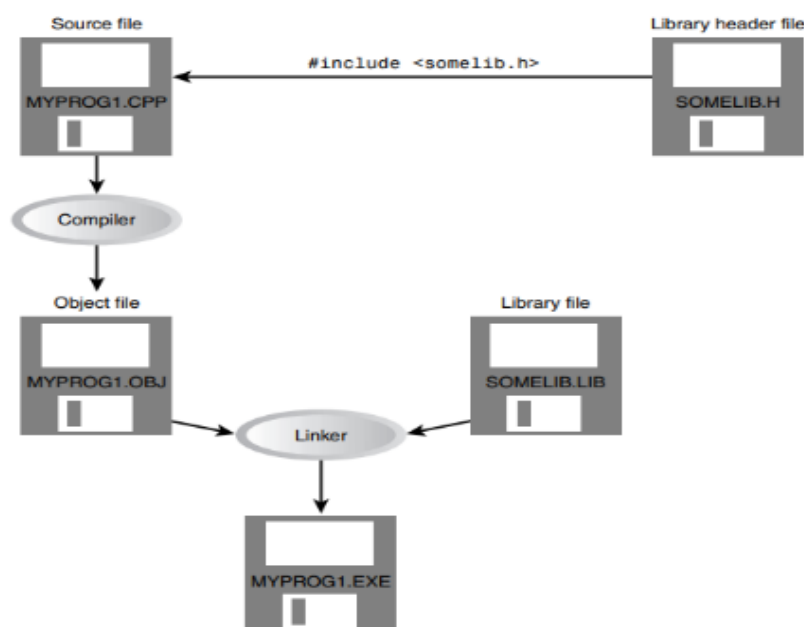 Source file
Library header file
#include <somelib.h>
MYPROG1.CPP
SOMELIB.H
Compiler
Object file
Library file
MYPROG1.OBJ
SOMELIB.LIB
Linker
MYPROG1.EXE